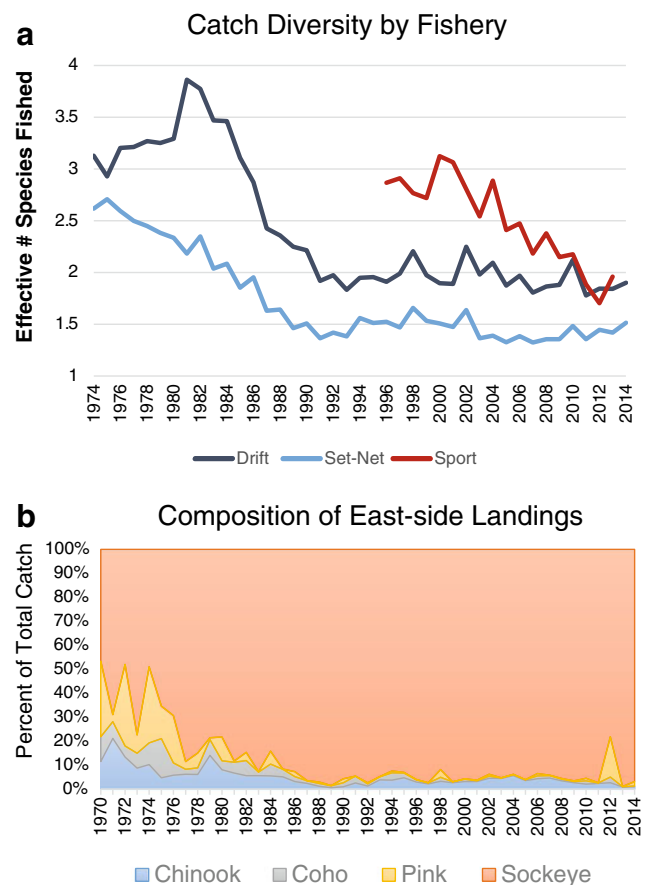 a
Catch Diversity by Fishery
Effective # Species Fished
4
3.5
3
2.5
2
1.5
1
1974 1976 1978 1980 1982 1984 1986 1988 1990 1992 1994 1996 1998 2000 2002 2004 2006 2008 2010 2012 2014
Drift Set-Net Sport
b
Composition of East-side Landings
Percent of Total Catch
100%
90%
80%
70%
60%
50%
40%
30%
20%
10%
0%
1970 1972 1974 1976 1978 1980 1982 1984 1986 1988 1990 1992 1994 1996 1998 2000 2002 2004 2006 2008 2010 2012 2014
Chinook Coho Pink Sockeye